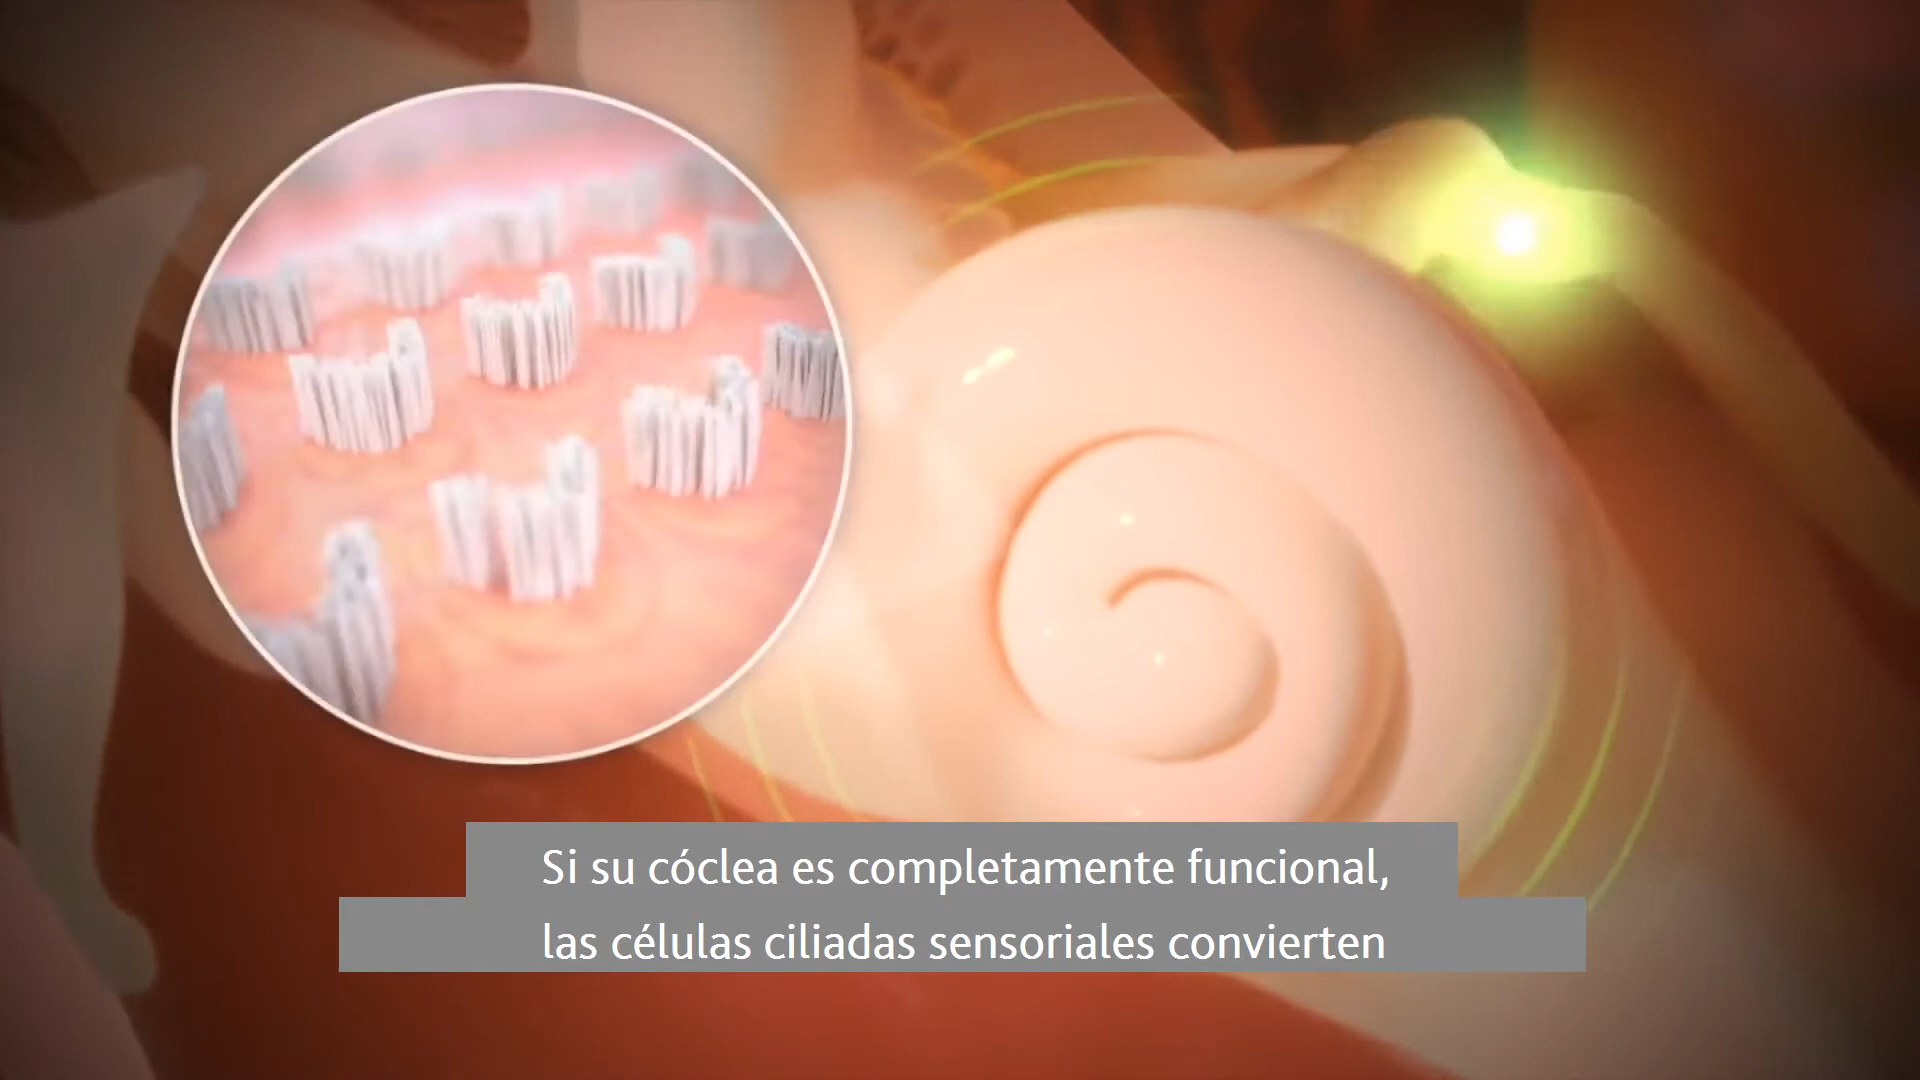 Si su cóclea es completamente funcional,
las células ciliadas sensoriales convierten